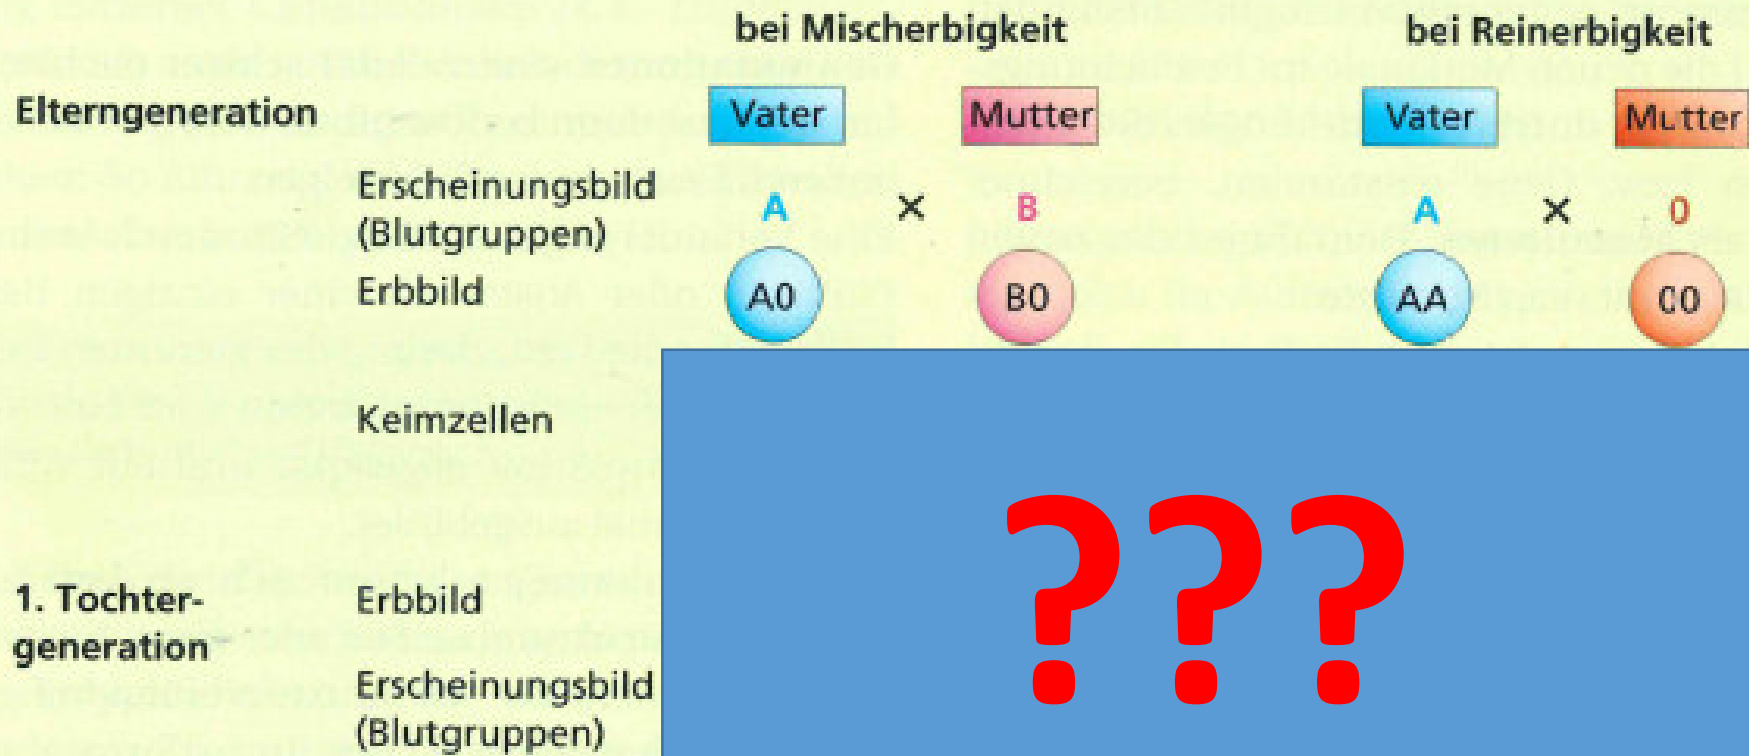 bei Mischerbigkeit bei Reinerbigkeit
Elterngeneration Vater Mutter Vater Mutter
Erscheinungsbild
(Blutgruppen) A × B A × 0
Erbbild A0 B0 AA 00
Keimzellen
???
1. Tochter- Erbbild
generation
Erscheinungsbild
(Blutgruppen)